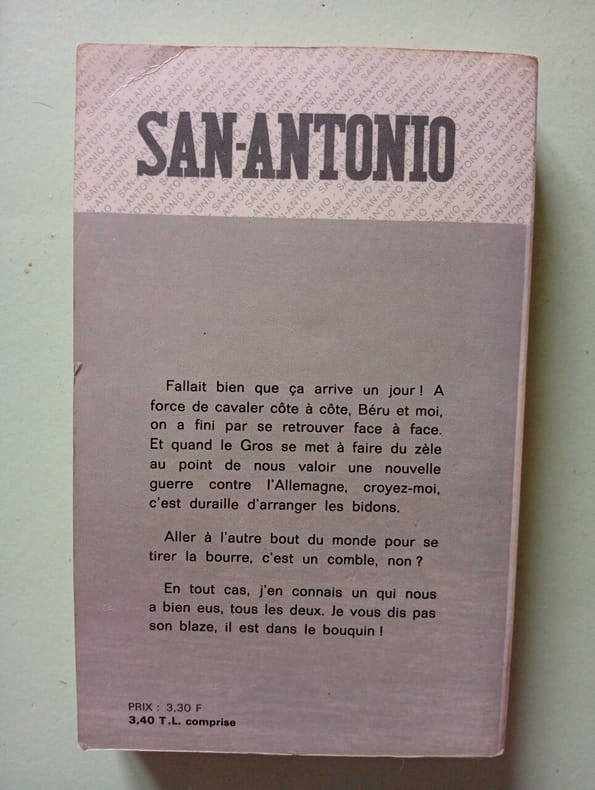 SAN-ANTONIO
Fallait bien que ça arrive un jour ! A
force de cavaler côte à côte, Béru et moi,
on a fini par se retrouver face à face.
Et quand le Gros se met à faire du zèle
au point de nous valoir une nouvelle
guerre contre l'Allemagne, croyez-moi,
c'est duraille d'arranger les bidons.
Aller à l'autre bout du monde pour se
tirer la bourre, c'est un comble, non ?
En tout cas, j'en connais un qui nous
a bien eus, tous les deux. Je vous dis pas
son blaze, il est dans le bouquin !
PRIX : 3,30 F
3,40 T.L. comprise